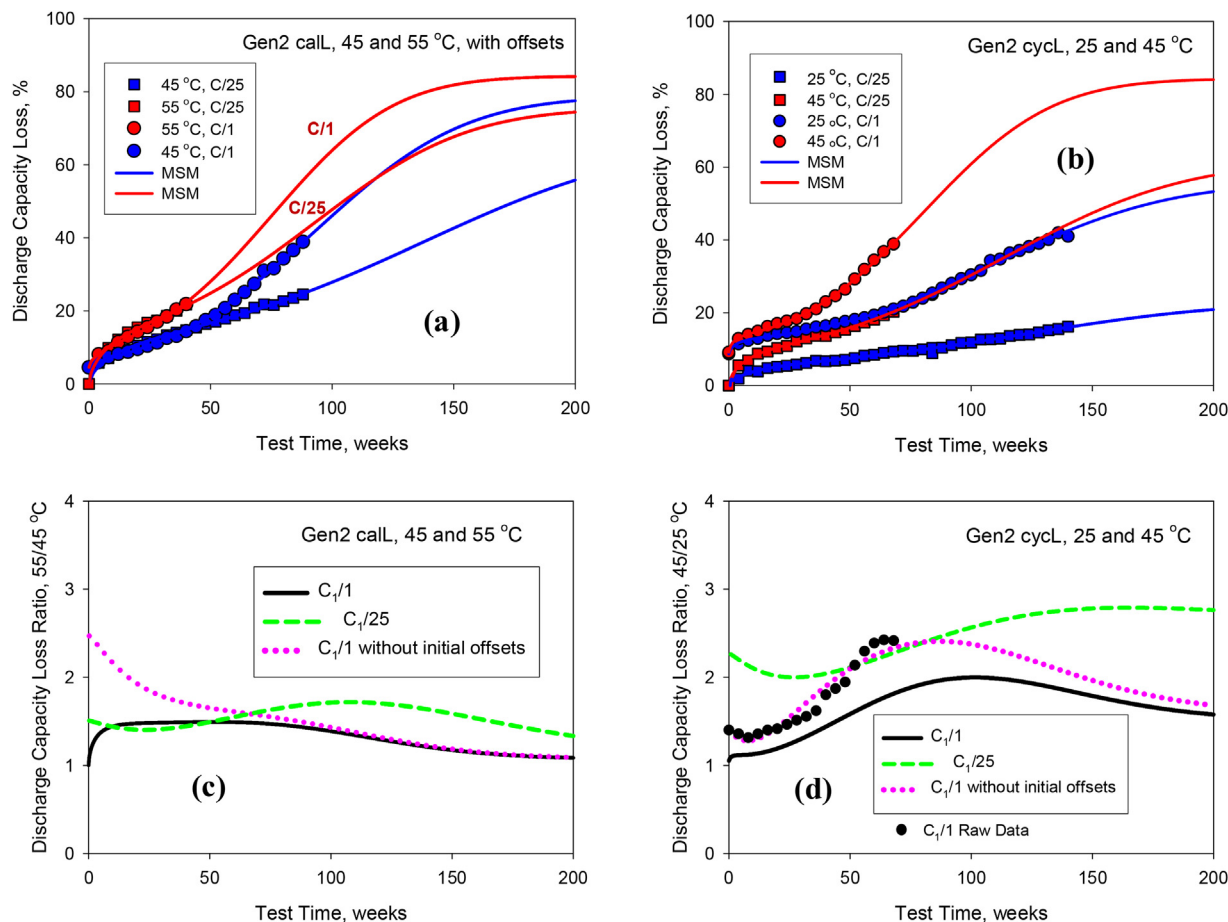 Gen2 calL, 45 and 55 °C, with offsets
45 °C, C/25
55 °C, C/25
55 °C, C/1
45 °C, C/1
MSM
MSM
C/1
C/25
(a)
Discharge Capacity Loss, %
0
20
40
60
80
100
0 50 100 150 200
Test Time, weeks
Gen2 cycL, 25 and 45 °C
25 °C, C/25
45 °C, C/25
25 oC, C/1
45 oC, C/1
MSM
MSM
(b)
Discharge Capacity Loss, %
0
20
40
60
80
100
0 50 100 150 200
Test Time, weeks
Gen2 calL, 45 and 55 °C
C₁/1
C₁/25
C₁/1 without initial offsets
(c)
Discharge Capacity Loss Ratio, 55/45 °C
0
1
2
3
4
0 50 100 150 200
Test Time, weeks
Gen2 cycL, 25 and 45 °C
C₁/1
C₁/25
C₁/1 without initial offsets
C₁/1 Raw Data
(d)
Discharge Capacity Loss Ratio, 45/25 °C
0
1
2
3
4
0 50 100 150 200
Test Time, weeks